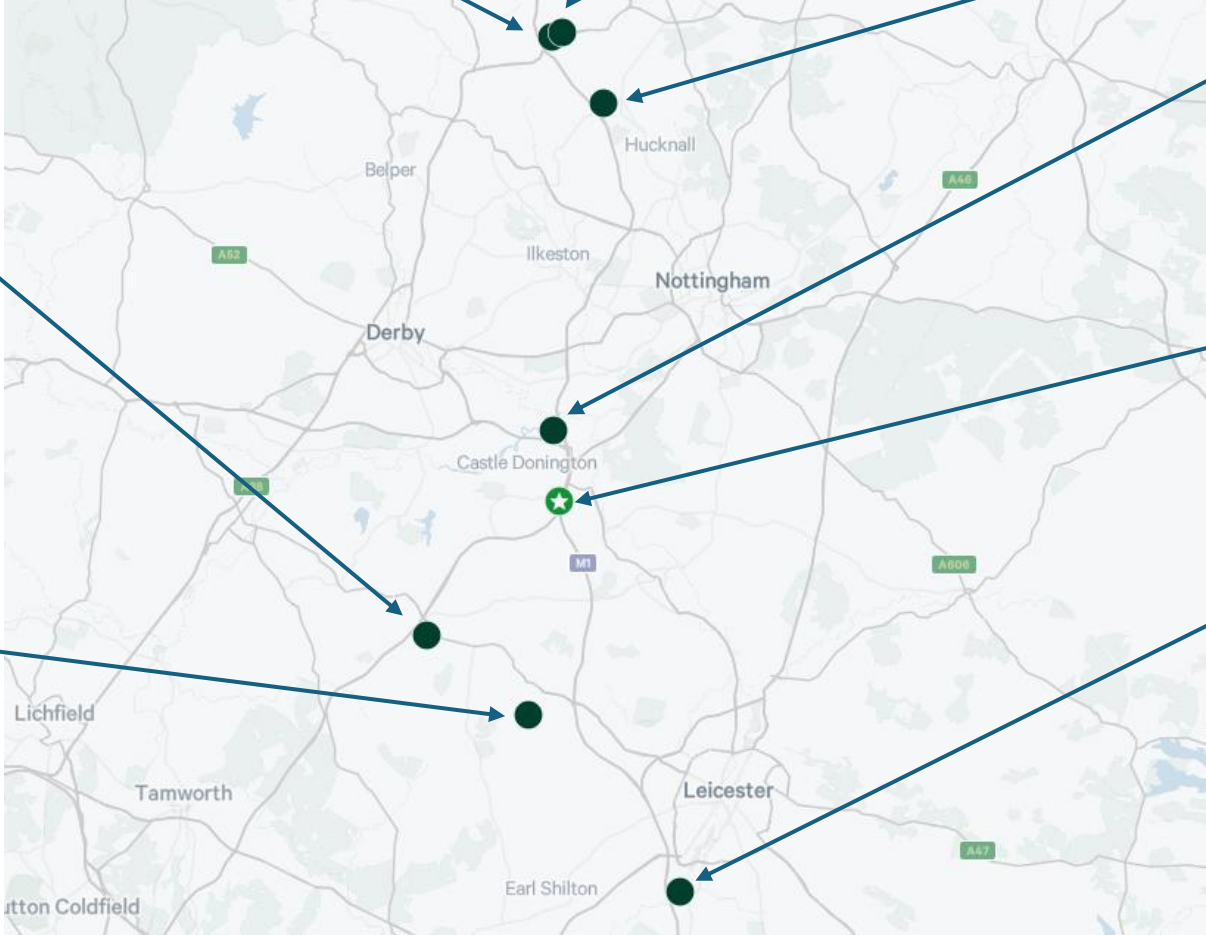 Hucknall
Belper
A46
A52
Ilkeston
Nottingham
Derby
Castle Donington
A38
M1
A606
Lichfield
Tamworth
Leicester
A47
Earl Shilton
utton Coldfield